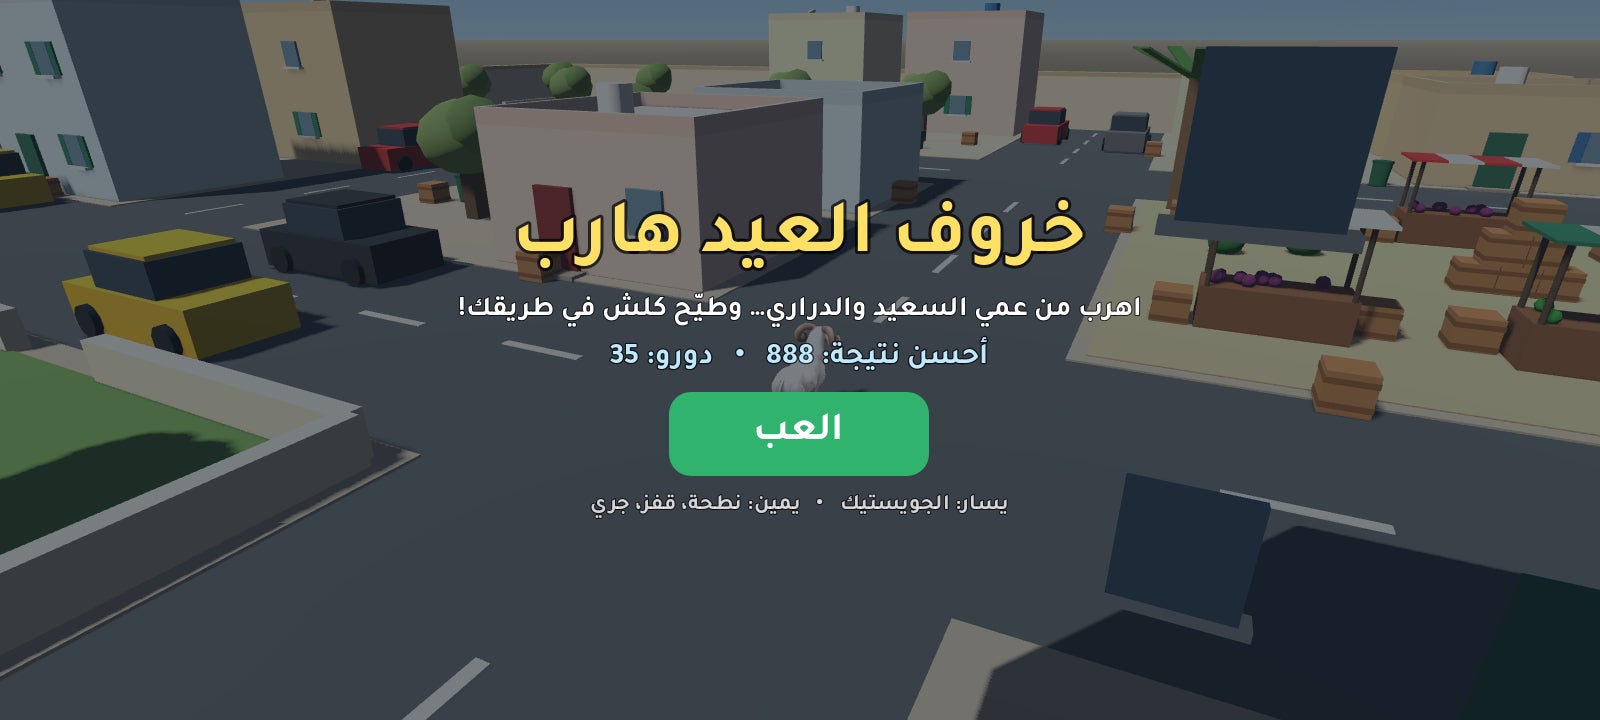 خروف العيد هارب
اهرب من عمي السعيد والدراري… وطيّح كلش في طريقك!
أحسن نتيجة: 888 • دورو: 35
العب
يسار: الجويستيك • يمين: نطحة، قفز، جري